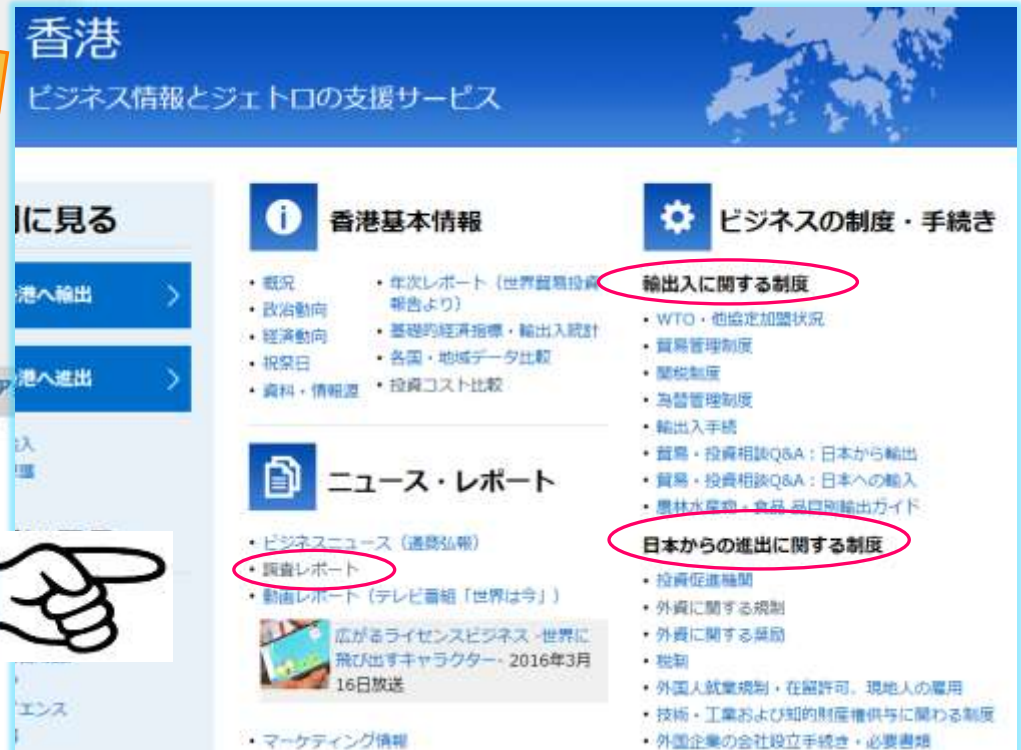 香港
ビジネス情報とジェトロの支援サービス
に見る
港へ輸出
港へ進出
香港基本情報
・概況
・政治動向
・経済動向
・祝祭日
・資料・情報源
・年次レポート（世界貿易投資
報告より）
・基礎的経済指標・輸出入統計
・各国・地域データ比較
・投資コスト比較
ニュース・レポート
・ビジネスニュース（通商弘報）
・調査レポート
・動画レポート（テレビ番組「世界は今」）
広がるライセンスビジネス -世界に
飛び出すキャラクター- 2016年3月
16日放送
・マーケティング情報
ビジネスの制度・手続き
輸出入に関する制度
・WTO・他協定加盟状況
・貿易管理制度
・関税制度
・為替管理制度
・輸出入手続
・貿易・投資相談Q&A：日本から輸出
・貿易・投資相談Q&A：日本への輸入
・農林水産物・食品 品目別輸出ガイド
日本からの進出に関する制度
・投資促進機関
・外資に関する規制
・外資に関する奨励
・税制
・外国人就業規制・在留許可、現地人の雇用
・技術・工業および知的財産権供与に関わる制度
・外国企業の会社設立手続き・必要書類